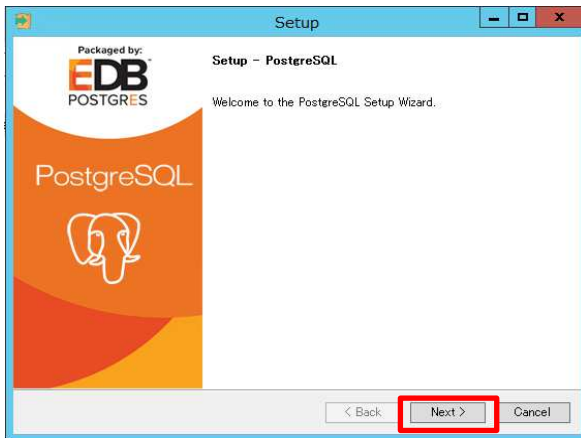 Setup
Packaged by:
EDB
POSTGRES
PostgreSQL
Setup - PostgreSQL
Welcome to the PostgreSQL Setup Wizard.
< Back
Next >
Cancel